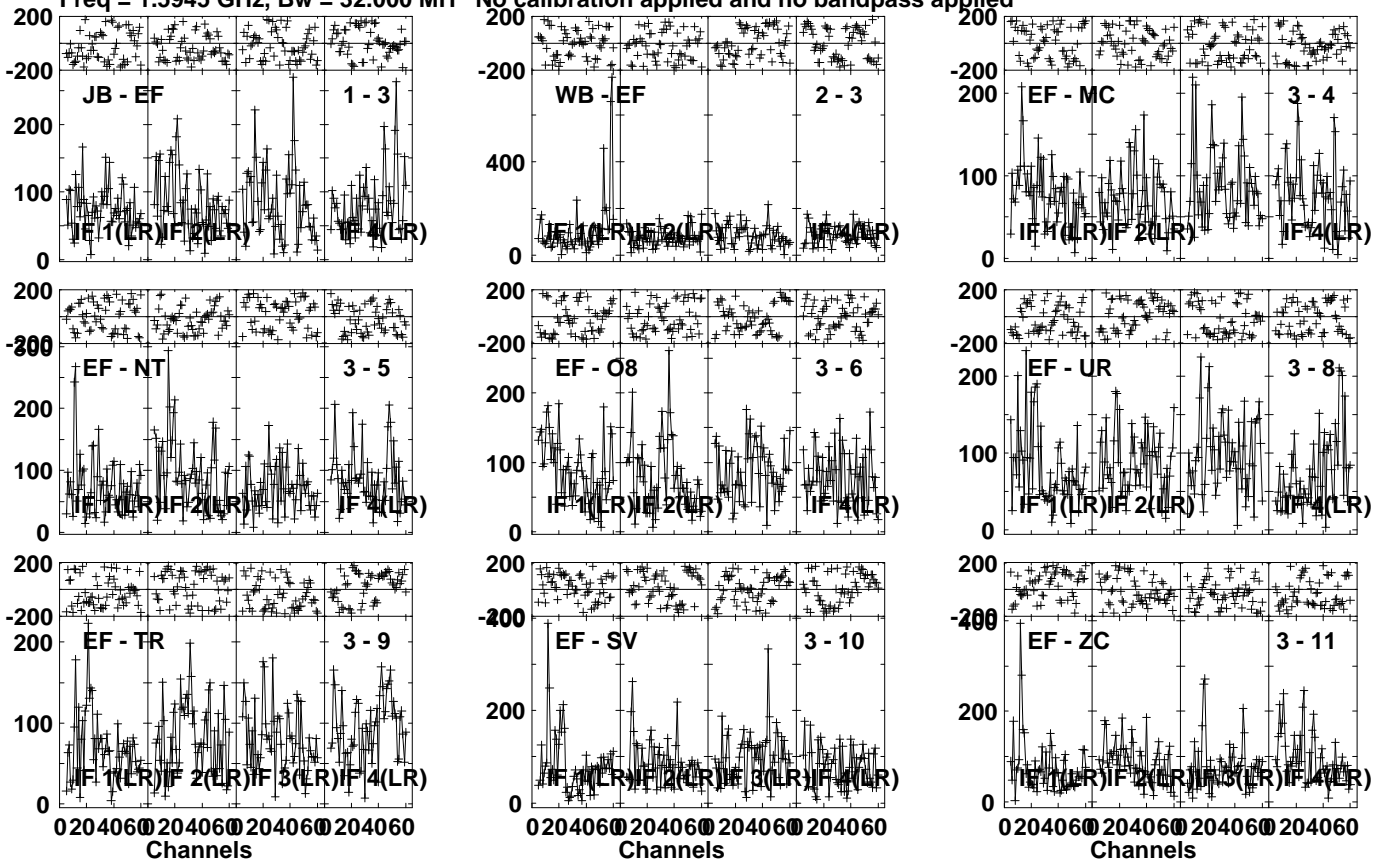 Freq = 1.5945 GHz, Bw = 32.000 MH No calibration applied and no bandpass applied
200
-200
JB - EF
1 - 3
200
100
0
IF 1(LR)
IF 2(LR)
IF 4(LR)
200
-200
WB - EF
2 - 3
400
200
0
IF 1(LR)
IF 2(LR)
IF 4(LR)
200
-200
EF - MC
3 - 4
200
100
0
IF 1(LR)
IF 2(LR)
IF 4(LR)
200
-200
300
EF - NT
3 - 5
200
100
0
IF 1(LR)
IF 2(LR)
IF 4(LR)
200
-200
EF - O8
3 - 6
200
100
0
IF 1(LR)
IF 2(LR)
IF 4(LR)
200
-200
EF - UR
3 - 8
200
100
0
IF 1(LR)
IF 2(LR)
IF 4(LR)
200
-200
EF - TR
3 - 9
200
100
0
IF 1(LR)
IF 2(LR)
IF 3(LR)
IF 4(LR)
0 20 40 60 0 20 40 60 0 20 40 60 0 20 40 60
Channels
200
-200
400
EF - SV
3 - 10
200
0
IF 1(LR)
IF 2(LR)
IF 3(LR)
IF 4(LR)
0 20 40 60 0 20 40 60 0 20 40 60 0 20 40 60
Channels
200
-200
400
EF - ZC
3 - 11
200
0
IF 1(LR)
IF 2(LR)
IF 3(LR)
IF 4(LR)
0 20 40 60 0 20 40 60 0 20 40 60 0 20 40 60
Channels